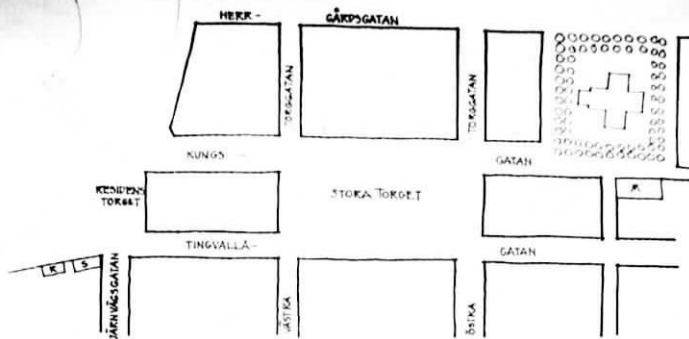 HERR- GÅRDSGATAN
TORGGATAN
TORGGATAN
KUNGS - GATAN
RESIDENS
TORGET
STORA TORGET
R
TINGVALLA- GATAN
K S
JÄRNVÄGSGATAN
VÄSTRA
ÖSTRA